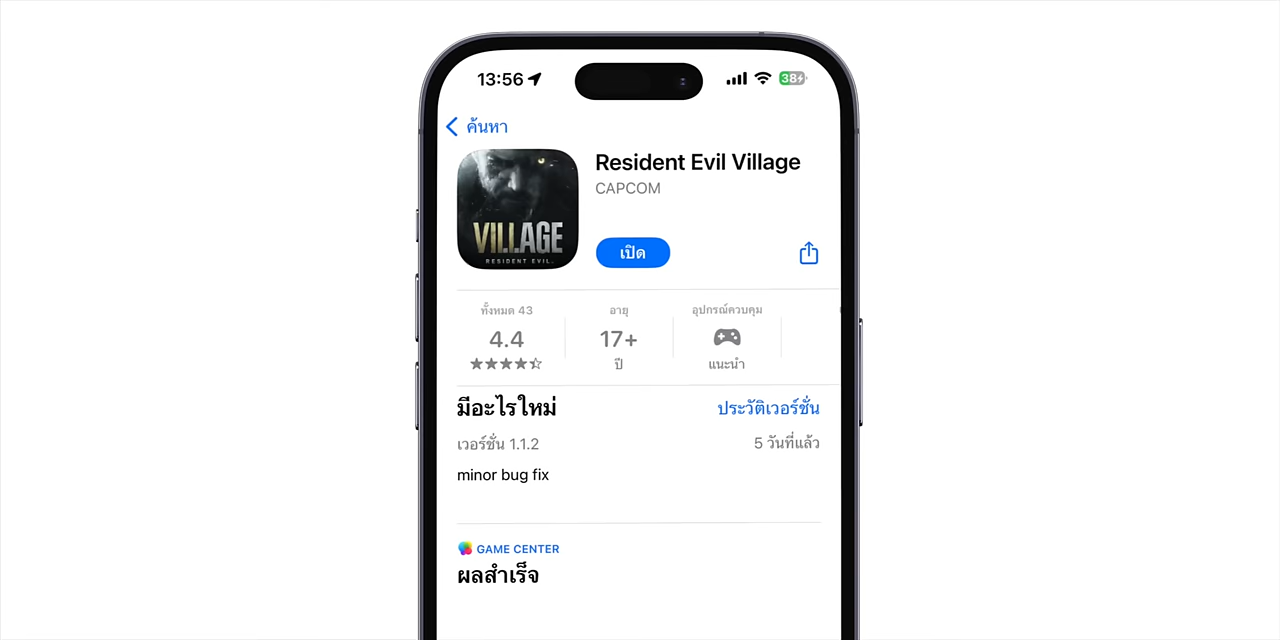 13:56
38
ค้นหา
VILLAGE
RESIDENT EVIL
Resident Evil Village
CAPCOM
เปิด
ทั้งหมด 43
4.4
อายุ
17+
ปี
อุปกรณ์ควบคุม
แนะนำ
มีอะไรใหม่
ประวัติเวอร์ชั่น
เวอร์ชั่น 1.1.2
5 วันที่แล้ว
minor bug fix
GAME CENTER
ผลสำเร็จ